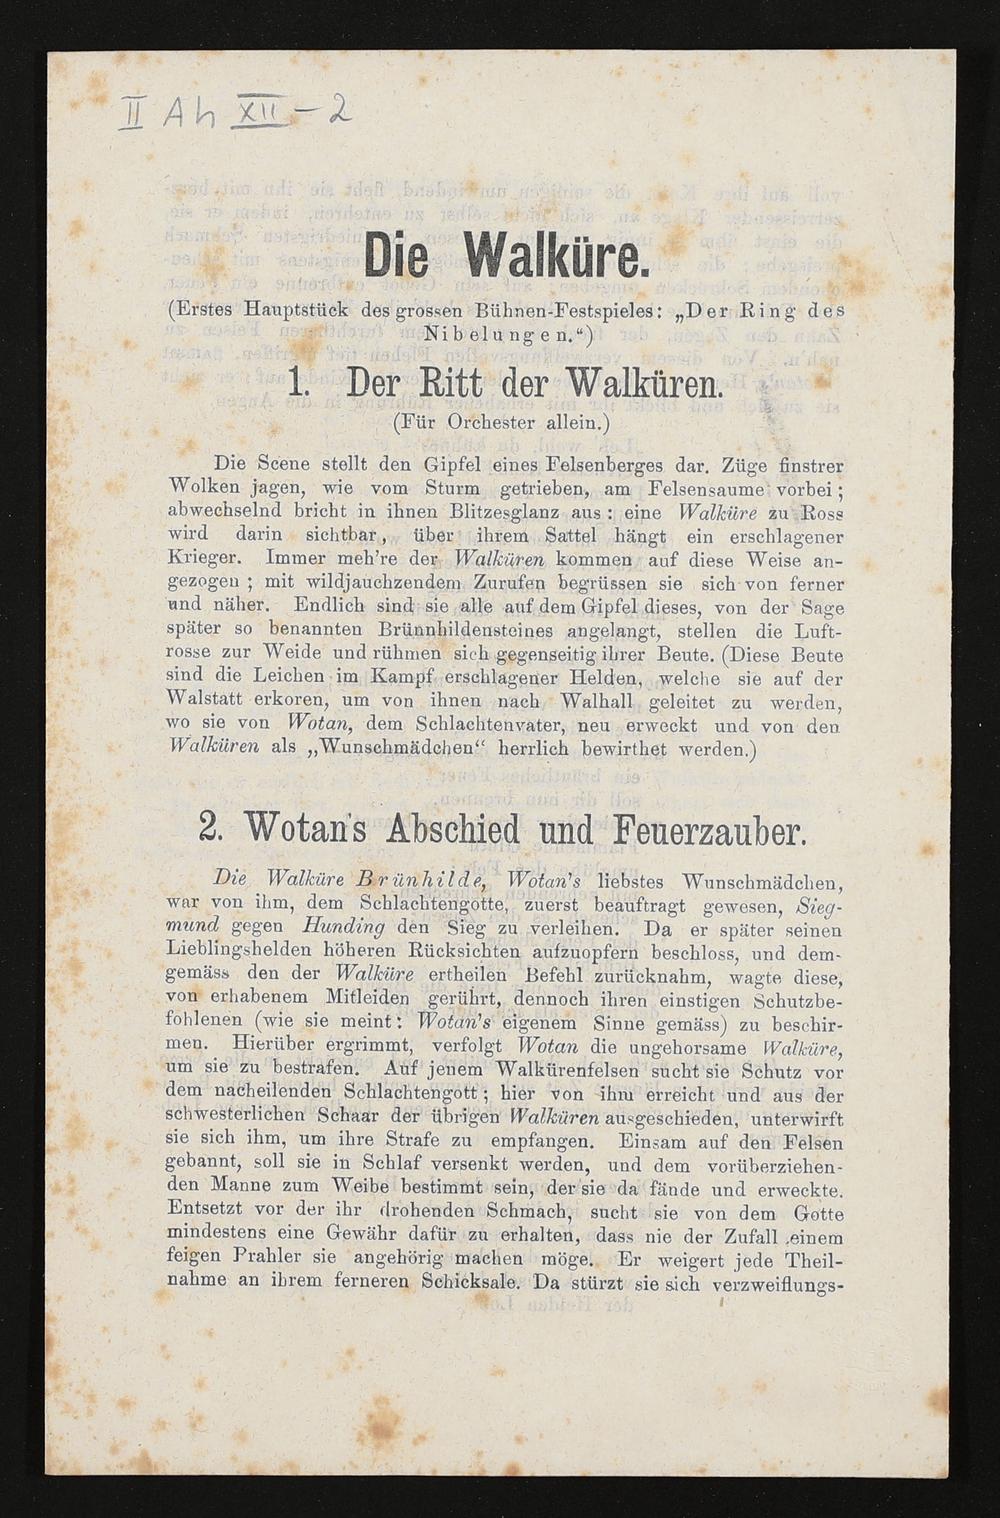 II Ah XII - 2
Die Walküre.
(Erstes Hauptstück des grossen Bühnen-Festspieles: „Der Ring des
Nibelungen.“)
1. Der Ritt der Walküren.
(Für Orchester allein.)
Die Scene stellt den Gipfel eines Felsenberges dar. Züge finstrer
Wolken jagen, wie vom Sturm getrieben, am Felsensaume vorbei;
abwechselnd bricht in ihnen Blitzesglanz aus: eine Walküre zu Ross
wird darin sichtbar, über ihrem Sattel hängt ein erschlagener
Krieger. Immer meh're der Walküren kommen auf diese Weise an-
gezogen; mit wildjauchzendem Zurufen begrüssen sie sich von ferner
und näher. Endlich sind sie alle auf dem Gipfel dieses, von der Sage
später so benannten Brünnhildensteines angelangt, stellen die Luft-
rosse zur Weide und rühmen sich gegenseitig ihrer Beute. (Diese Beute
sind die Leichen im Kampf erschlagener Helden, welche sie auf der
Walstatt erkoren, um von ihnen nach Walhall geleitet zu werden,
wo sie von Wotan, dem Schlachtenvater, neu erweckt und von den
Walküren als „Wunschmädchen“ herrlich bewirthet werden.)
2. Wotan's Abschied und Feuerzauber.
Die Walküre Brünhilde, Wotan's liebstes Wunschmädchen,
war von ihm, dem Schlachtengotte, zuerst beauftragt gewesen, Sieg-
mund gegen Hunding den Sieg zu verleihen. Da er später seinen
Lieblingshelden höheren Rücksichten aufzuopfern beschloss, und dem-
gemäss den der Walküre ertheilen Befehl zurücknahm, wagte diese,
von erhabenem Mitleiden gerührt, dennoch ihren einstigen Schutzbe-
fohlenen (wie sie meint: Wotan's eigenem Sinne gemäss) zu beschir-
men. Hierüber ergrimmt, verfolgt Wotan die ungehorsame Walküre,
um sie zu bestrafen. Auf jenem Walkürenfelsen sucht sie Schutz vor
dem nacheilenden Schlachtengott; hier von ihm erreicht und aus der
schwesterlichen Schaar der übrigen Walküren ausgeschieden, unterwirft
sie sich ihm, um ihre Strafe zu empfangen. Einsam auf den Felsen
gebannt, soll sie in Schlaf versenkt werden, und dem vorüberziehen-
den Manne zum Weibe bestimmt sein, der sie da fände und erweckte.
Entsetzt vor der ihr drohenden Schmach, sucht sie von dem Gotte
mindestens eine Gewähr dafür zu erhalten, dass nie der Zufall einem
feigen Prahler sie angehörig machen möge. Er weigert jede Theil-
nahme an ihrem ferneren Schicksale. Da stürzt sie sich verzweiflungs-